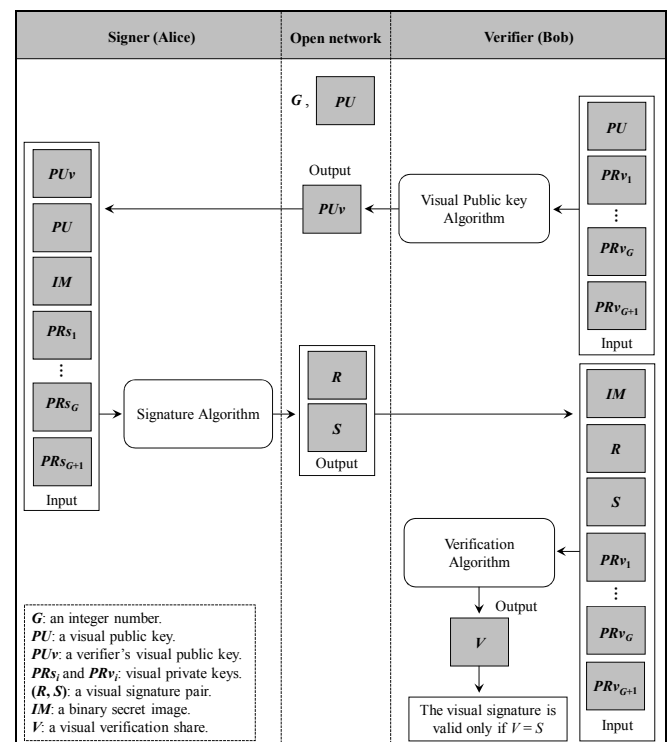 Signer (Alice)
Open network
Verifier (Bob)
G ,
PU
PUv
PU
IM
PRs1
⋮
PRsG
PRsG+1
Input
Output
PUv
Visual Public key
Algorithm
PU
PRv1
⋮
PRvG
PRvG+1
Input
Signature Algorithm
R
S
Output
IM
R
S
PRv1
⋮
PRvG
PRvG+1
Input
Verification
Algorithm
Output
V
The visual signature is
valid only if V = S
G: an integer number.
PU: a visual public key.
PUv: a verifier's visual public key.
PRsi and PRvi: visual private keys.
(R, S): a visual signature pair.
IM: a binary secret image.
V: a visual verification share.